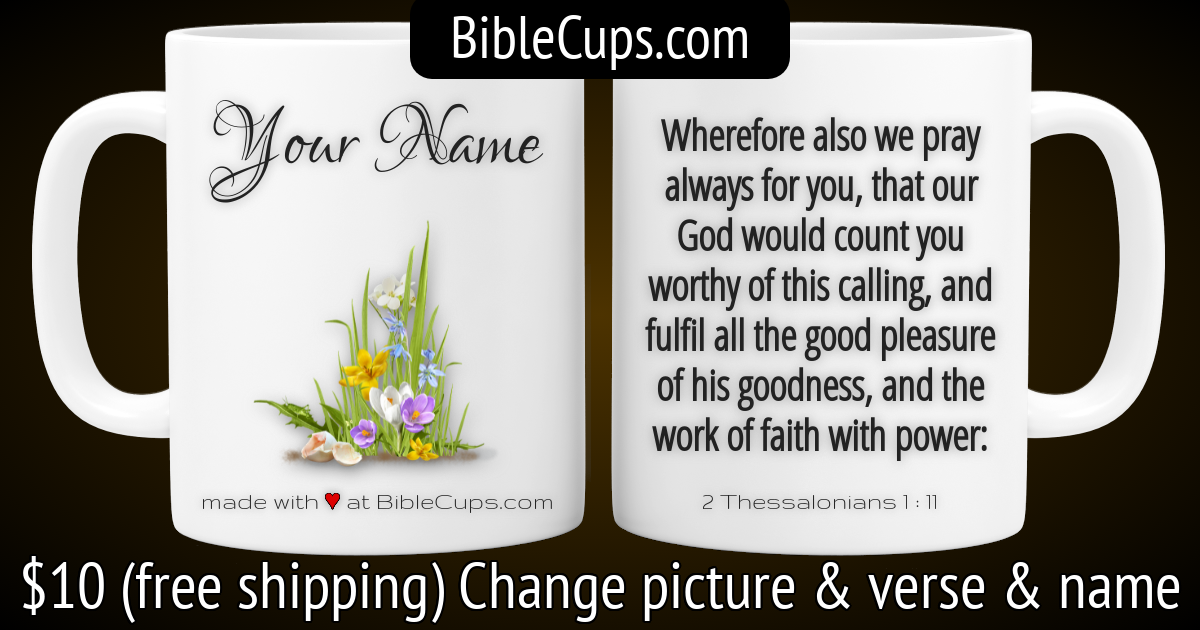 BibleCups.com
Your Name
made with ♥ at BibleCups.com
Wherefore also we pray
always for you, that our
God would count you
worthy of this calling, and
fulfil all the good pleasure
of his goodness, and the
work of faith with power:
2 Thessalonians 1 : 11
$10 (free shipping) Change picture & verse & name